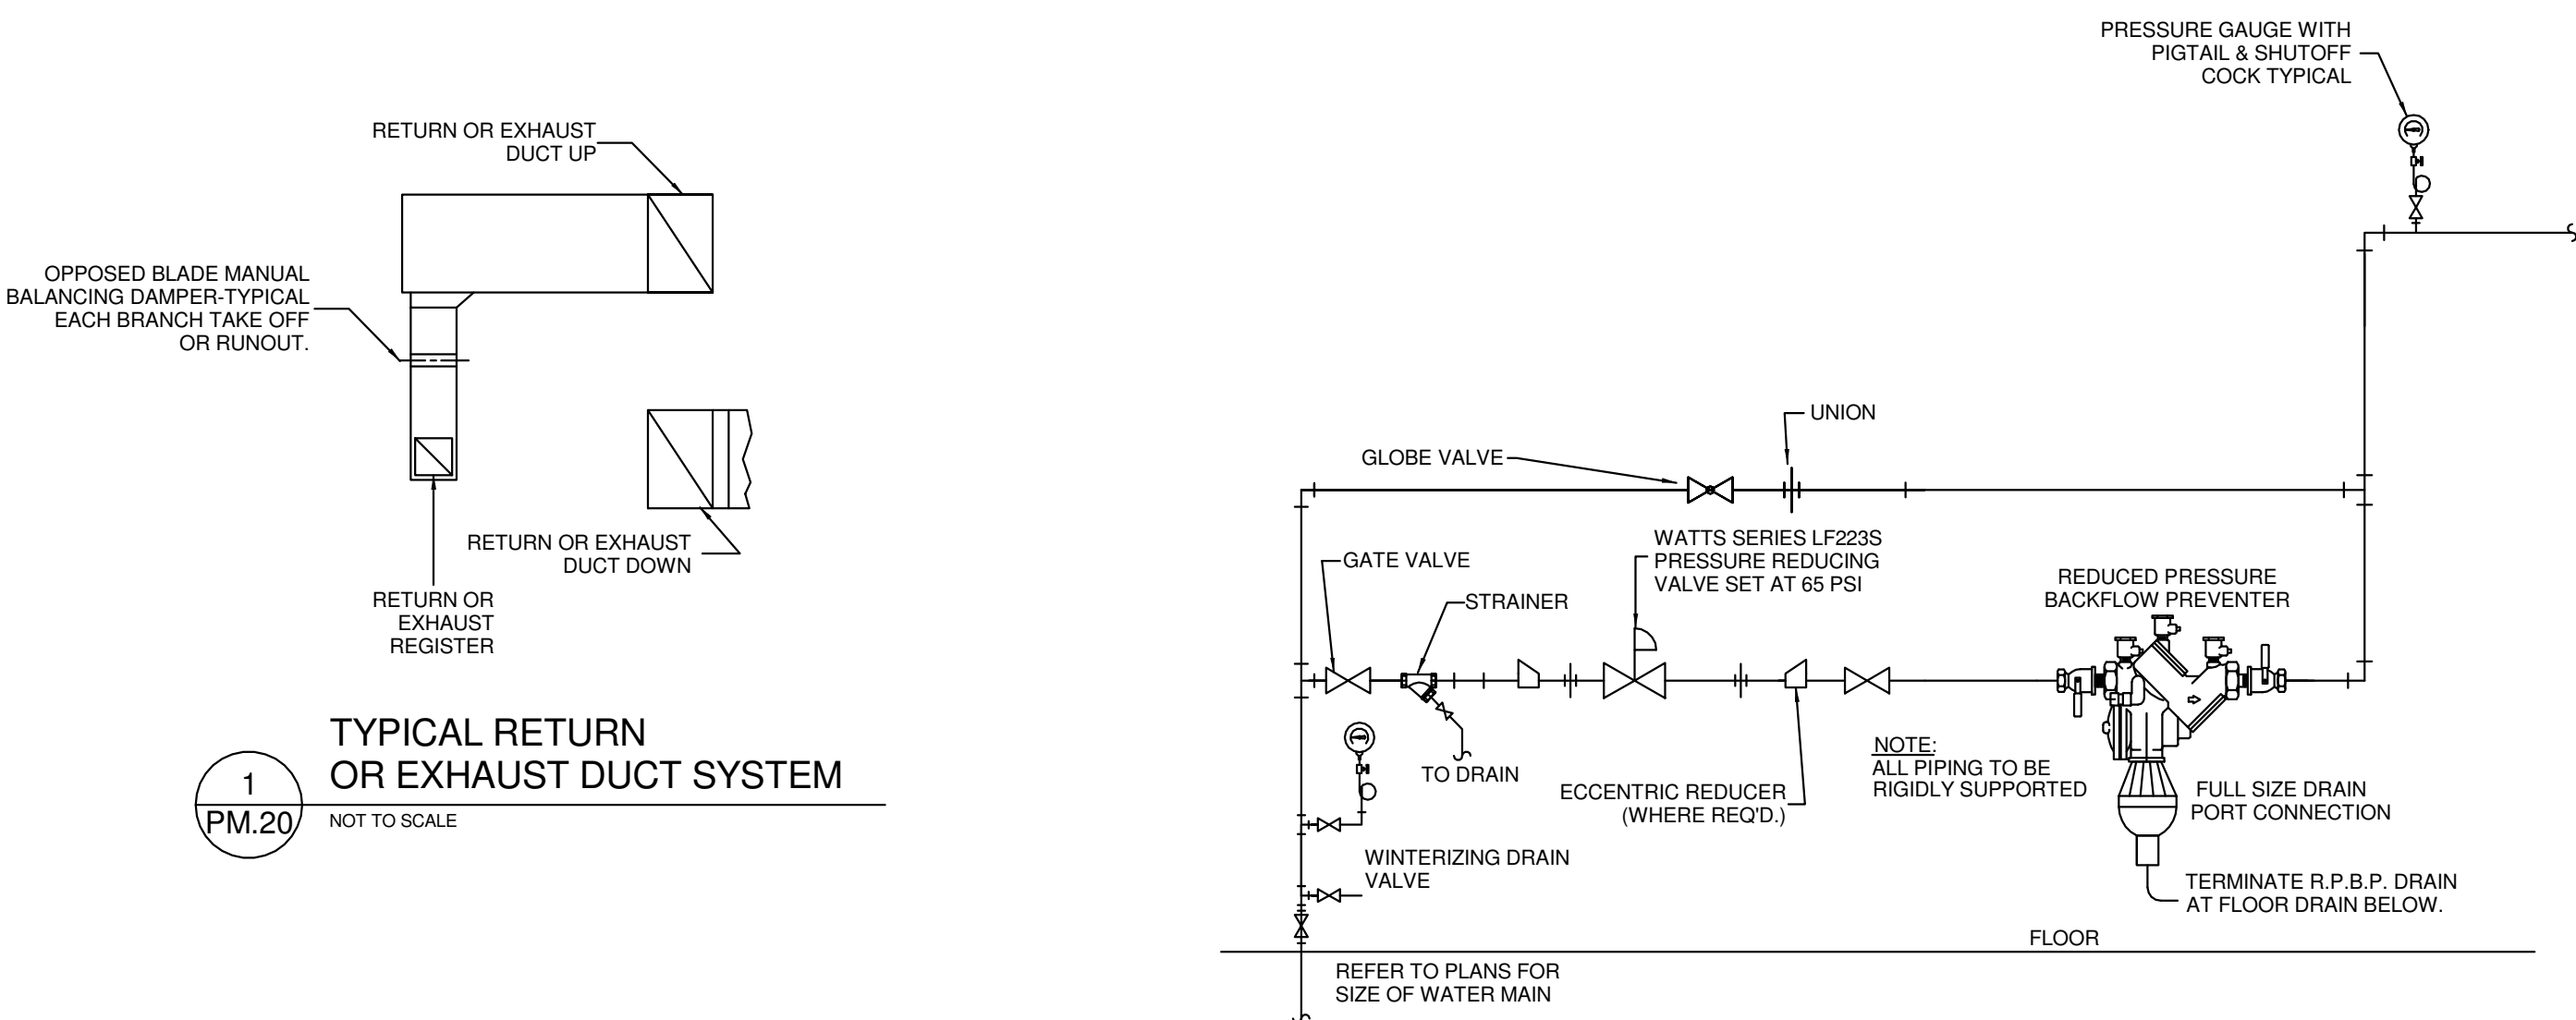 RETURN OR EXHAUST
DUCT UP
OPPOSED BLADE MANUAL
BALANCING DAMPER-TYPICAL
EACH BRANCH TAKE OFF
OR RUNOUT.
RETURN OR EXHAUST
DUCT DOWN
RETURN OR
EXHAUST
REGISTER
1
PM.20
TYPICAL RETURN
OR EXHAUST DUCT SYSTEM
NOT TO SCALE
PRESSURE GAUGE WITH
PIGTAIL & SHUTOFF
COCK TYPICAL
UNION
GLOBE VALVE
WATTS SERIES LF223S
PRESSURE REDUCING
VALVE SET AT 65 PSI
GATE VALVE
STRAINER
REDUCED PRESSURE
BACKFLOW PREVENTER
TO DRAIN
ECCENTRIC REDUCER
(WHERE REQ'D.)
NOTE:
ALL PIPING TO BE
RIGIDLY SUPPORTED
FULL SIZE DRAIN
PORT CONNECTION
WINTERIZING DRAIN
VALVE
TERMINATE R.P.B.P. DRAIN
AT FLOOR DRAIN BELOW.
FLOOR
REFER TO PLANS FOR
SIZE OF WATER MAIN